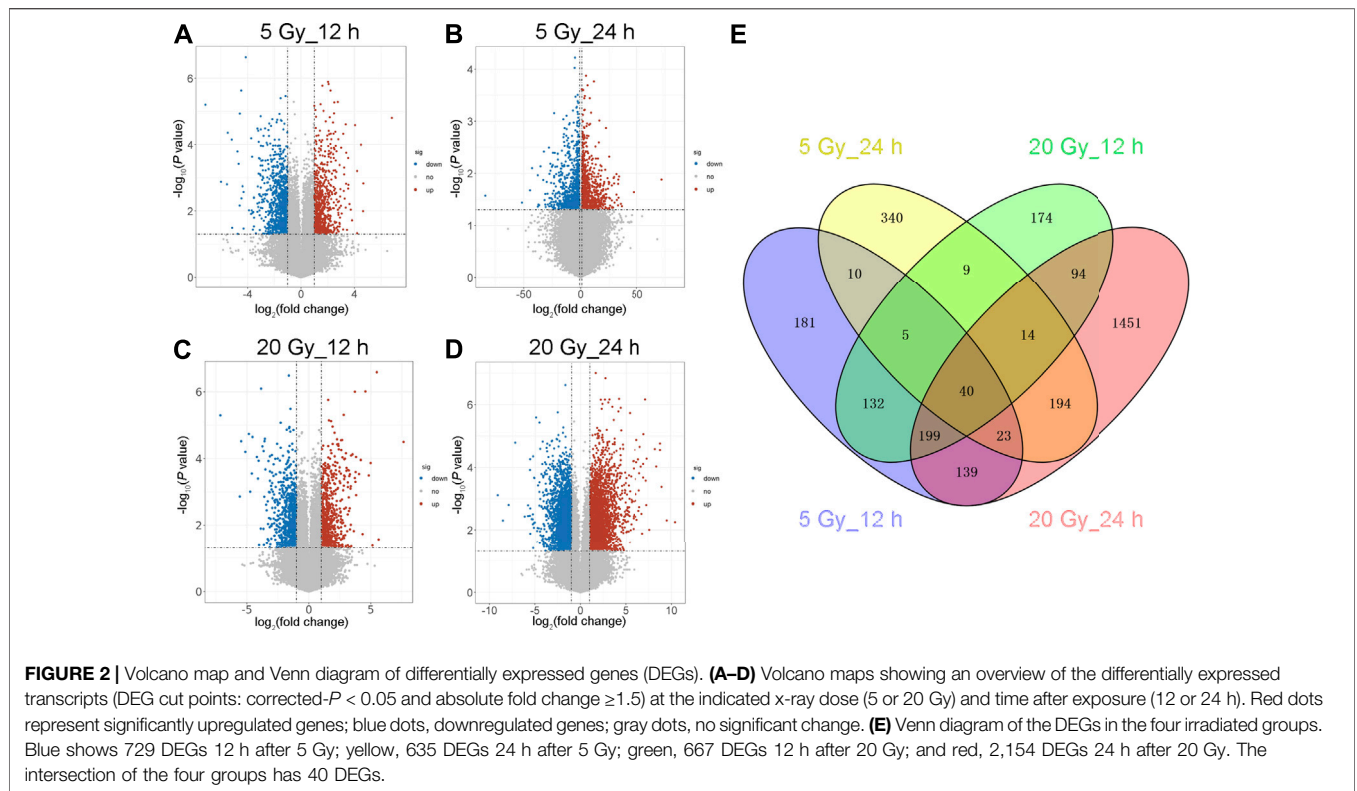 A
5 Gy_12 h
-log10(P value)
6
4
2
0
-4
0
4
log2(fold change)
sig
down
no
up
B
5 Gy_24 h
-log10(P value)
4
3
2
1
0
-50
0
50
log2(fold change)
sig
down
no
up
C
20 Gy_12 h
-log10(P value)
6
4
2
0
-5
0
5
log2(fold change)
sig
down
no
up
D
20 Gy_24 h
-log10(P value)
6
4
2
0
-10
-5
0
5
10
log2(fold change)
sig
down
no
up
E
5 Gy_24 h
20 Gy_12 h
340
174
10
9
94
181
5
14
1451
132
40
194
199
23
139
5 Gy_12 h
20 Gy_24 h
FIGURE 2 | Volcano map and Venn diagram of differentially expressed genes (DEGs). (A–D) Volcano maps showing an overview of the differentially expressed
transcripts (DEG cut points: corrected-P < 0.05 and absolute fold change ≥1.5) at the indicated x-ray dose (5 or 20 Gy) and time after exposure (12 or 24 h). Red dots
represent significantly upregulated genes; blue dots, downregulated genes; gray dots, no significant change. (E) Venn diagram of the DEGs in the four irradiated groups.
Blue shows 729 DEGs 12 h after 5 Gy; yellow, 635 DEGs 24 h after 5 Gy; green, 667 DEGs 12 h after 20 Gy; and red, 2,154 DEGs 24 h after 20 Gy. The
intersection of the four groups has 40 DEGs.